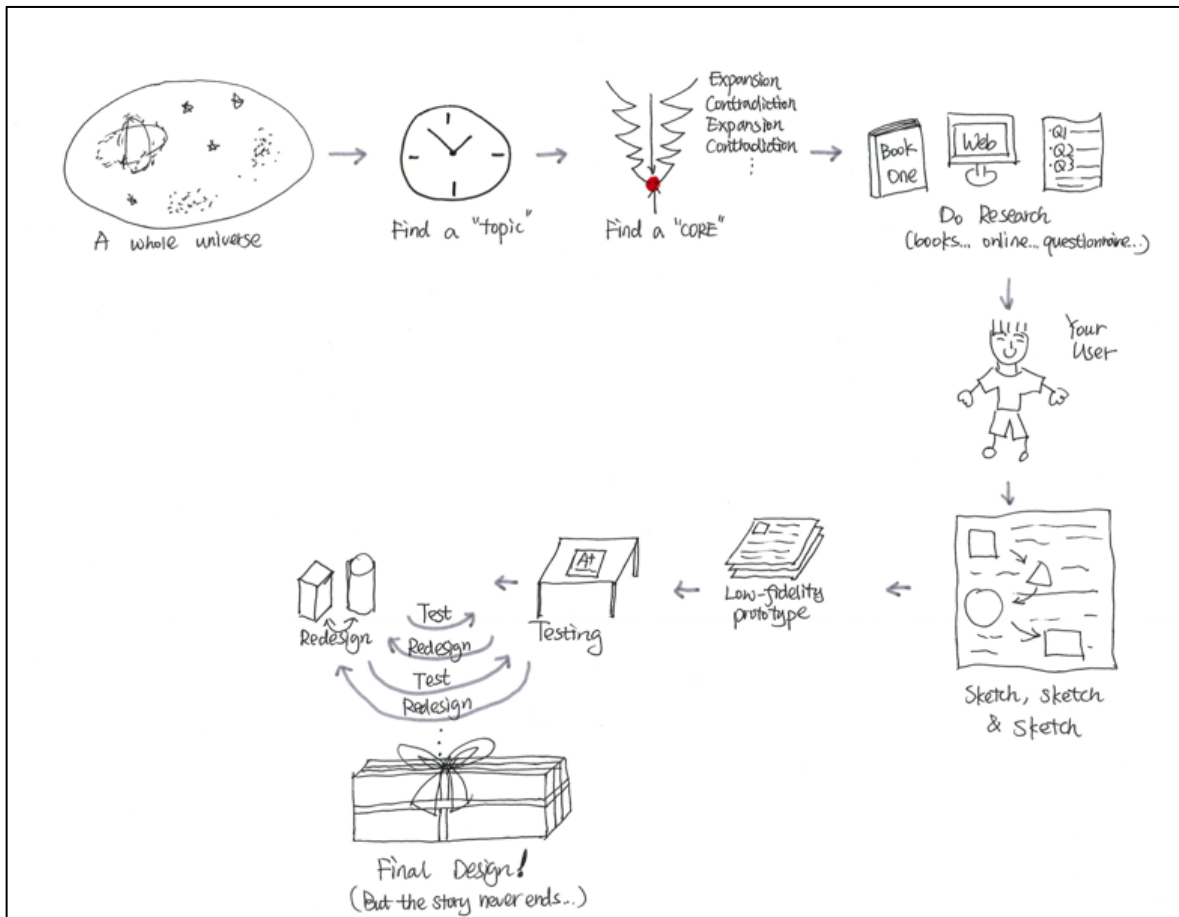 A whole universe
Find a "topic"
Expansion
Contradiction
Expansion
Contradiction
⋮
Find a "CORE"
Book
One
Web
Q1
Q2
Q3
Do Research
(books... online... questionnaire...)
Your
User
Sketch, sketch
& sketch
Low-fidelity
prototype
A+
Testing
Redesign
Test
Redesign
Test
Redesign
Final Design!
(But the story never ends...)